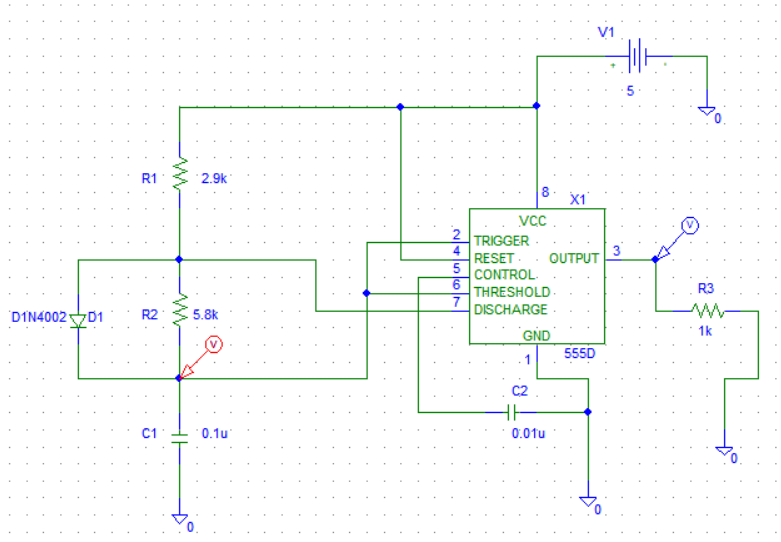 V1
+ -
5
0
R1 2.9k
8
X1
VCC
2 TRIGGER
4 RESET OUTPUT 3
5 CONTROL
6 THRESHOLD
7 DISCHARGE
GND
1 555D
V
R3
1k
D1N4002 D1
R2 5.8k
V
C2
0.01u
C1 0.1u
0
0
0